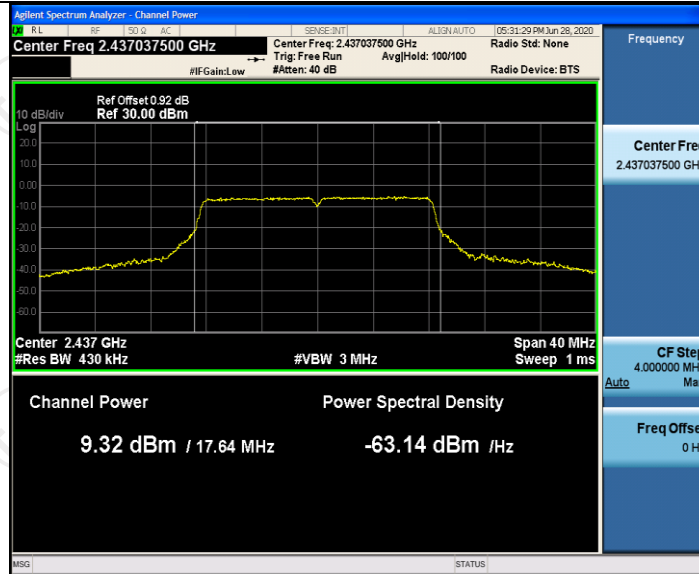 Agilent Spectrum Analyzer - Channel Power
RL RF 50 Ω AC SENSE:INT ALIGN AUTO 05:31:29 PM Jun 28, 2020
Center Freq 2.437037500 GHz
Center Freq: 2.437037500 GHz
Radio Std: None
Trig: Free Run Avg|Hold: 100/100
#IFGain:Low #Atten: 40 dB Radio Device: BTS
Ref Offset 0.92 dB
10 dB/div Ref 30.00 dBm
Log
20.0
10.0
0.00
-10.0
-20.0
-30.0
-40.0
-50.0
-60.0
Center 2.437 GHz Span 40 MHz
#Res BW 430 kHz #VBW 3 MHz Sweep 1 ms
Channel Power Power Spectral Density
9.32 dBm / 17.64 MHz -63.14 dBm /Hz
MSG STATUS
Frequency
Center Fre
2.437037500 GH
CF Ste
4.000000 MH
Auto Ma
Freq Offse
0 H